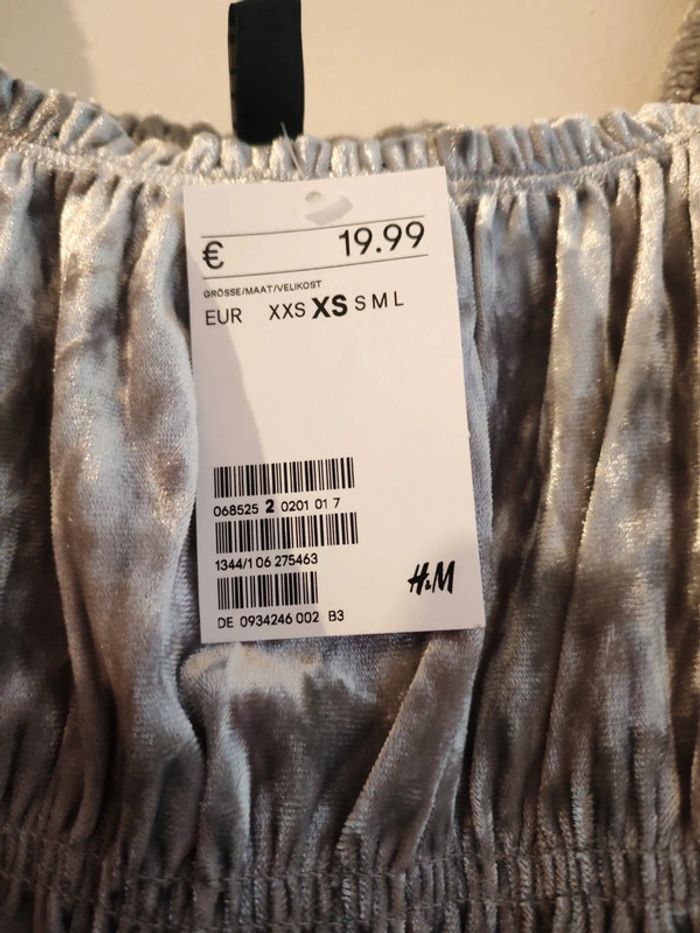 € 19.99
GRÖSSE/MAAT/VELIKOST
EUR XXS XS S M L
068525 2 0201 01 7
1344/1 06 275463
H&M
DE 0934246 002 B3